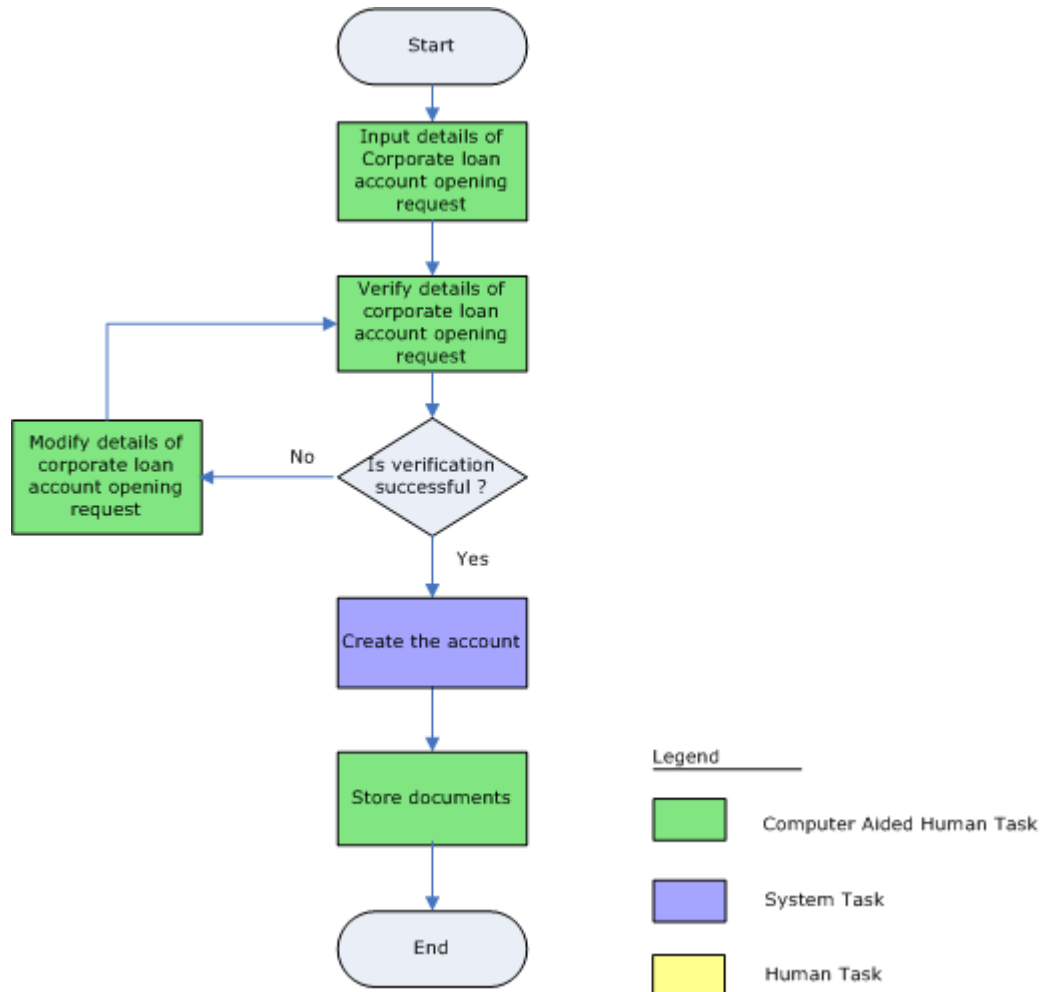 Start
Input details of
Corporate loan
account opening
request
Verify details of
corporate loan
account opening
request
Modify details of
corporate loan
account opening
request
No
Is verification
successful ?
Yes
Create the account
Store documents
End
Legend
Computer Aided Human Task
System Task
Human Task